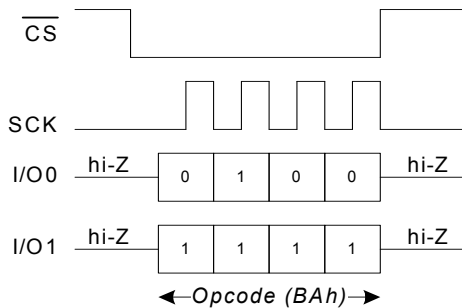 CS
SCK
I/O0 hi-Z 0 1 0 0 hi-Z
I/O1 hi-Z 1 1 1 1 hi-Z
Opcode (BAh)